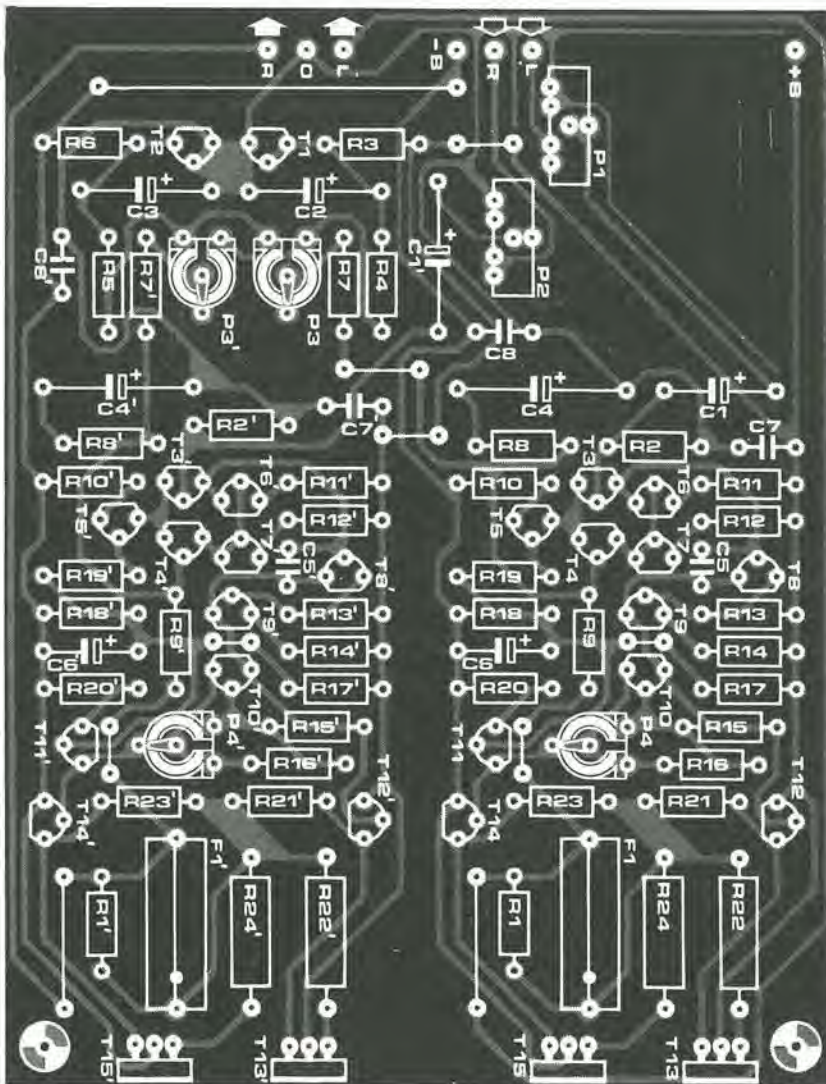 R O L -B R L +B
R6 T2 T1 R3 P1
C3 C2
P2
C8' R5 R7' P3' P3 R7 R4 C1'
C8
C4' C7 C4 C1
R2' C7
R8' R8 R2
T3' T3
R10' T6' R11' R10 T6 R11
T5' R12' T5 R12
T4' T7' T4 T7
R19' C5' T8' R19 C5 T8
R18' T9' R13' R18 T9 R13
R9' R9
C6' R14' C6 R14
R20' R17' R20 R17
T10' T10
T11' P4' R15' T11 P4 R15
R16' R16
R23' R21' T12' R23 R21 T12
T14' T14
F1' F1
R1' R24' R22' R1 R24 R22
T15' T13' T15 T13